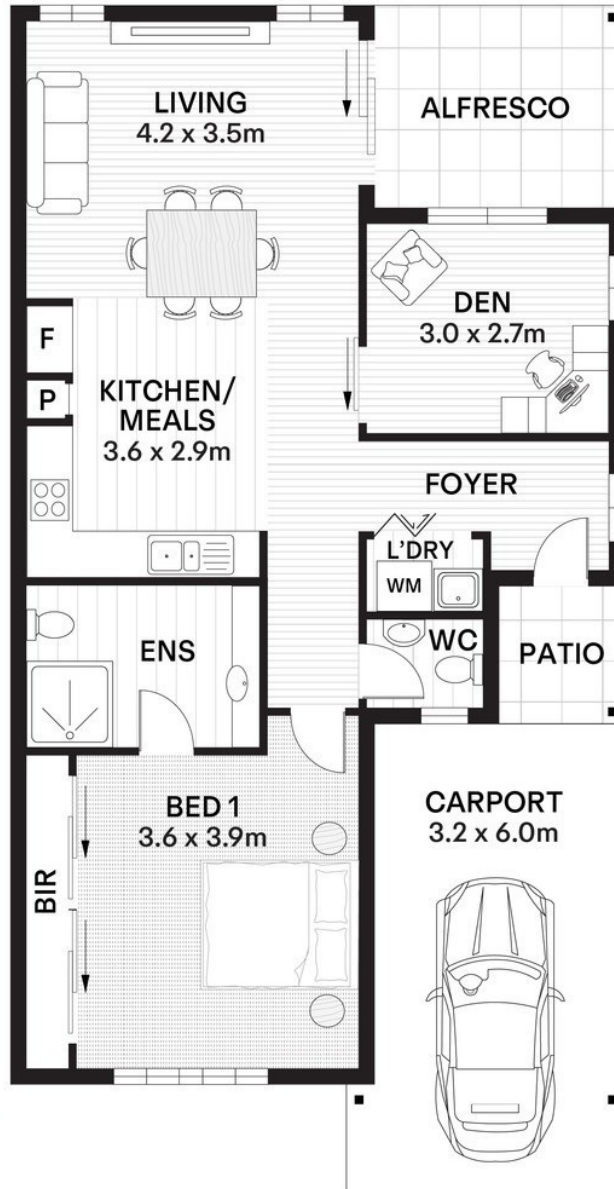 LIVING
4.2 x 3.5m
ALFRESCO
DEN
3.0 x 2.7m
F
P
KITCHEN/
MEALS
3.6 x 2.9m
FOYER
L'DRY
WM
ENS
WC
PATIO
BED 1
3.6 x 3.9m
BIR
CARPORT
3.2 x 6.0m